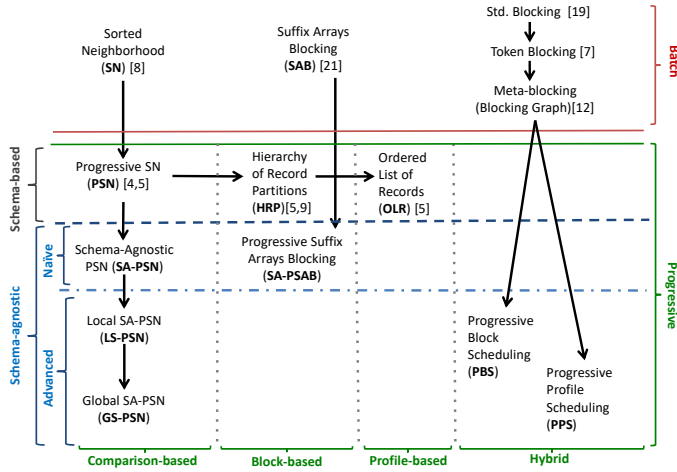 Std. Blocking [19]
Sorted
Neighborhood
(SN) [8]
Suffix Arrays
Blocking
(SAB) [21]
Token Blocking [7]
Meta-blocking
(Blocking Graph)[12]
Batch
Schema-based
Progressive SN
(PSN) [4,5]
Hierarchy
of Record
Partitions
(HRP)[5,9]
Ordered
List of
Records
(OLR) [5]
Schema-agnostic
Naïve
Schema-Agnostic
PSN (SA-PSN)
Progressive Suffix
Arrays Blocking
(SA-PSAB)
Progressive
Advanced
Local SA-PSN
(LS-PSN)
Global SA-PSN
(GS-PSN)
Progressive
Block
Scheduling
(PBS)
Progressive
Profile
Scheduling
(PPS)
Comparison-based
Block-based
Profile-based
Hybrid